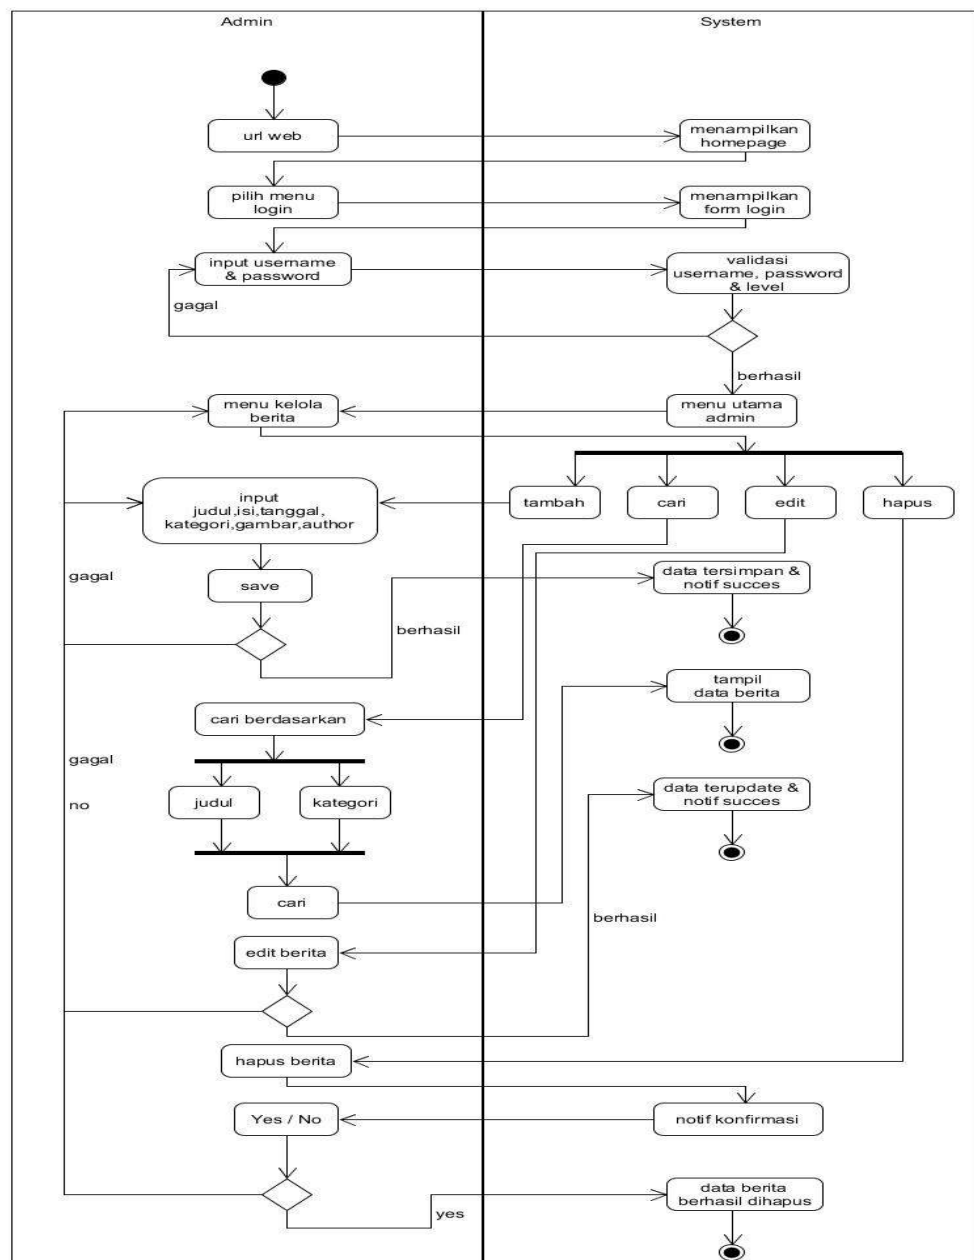 Admin
System
url web
menampilkan
homepage
pilih menu
login
menampilkan
form login
input username
& password
validasi
username, password
& level
gagal
berhasil
menu kelola
berita
menu utama
admin
input
judul,isi,tanggal,
kategori,gambar,author
tambah
cari
edit
hapus
gagal
save
data tersimpan &
notif succes
berhasil
tampil
data berita
cari berdasarkan
gagal
no
judul
kategori
data terupdate &
notif succes
cari
berhasil
edit berita
hapus berita
Yes / No
notif konfirmasi
data berita
berhasil dihapus
yes